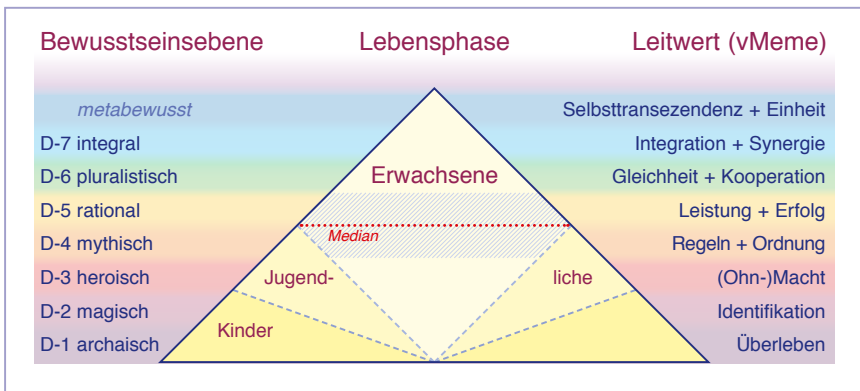 Bewusstseinsebene Lebensphase Leitwert (vMeme)
metabewusst Selbsttransezendenz + Einheit
D-7 integral Integration + Synergie
D-6 pluralistisch Erwachsene Gleichheit + Kooperation
D-5 rational Leistung + Erfolg
Median
D-4 mythisch Regeln + Ordnung
D-3 heroisch Jugend- liche (Ohn-)Macht
D-2 magisch Identifikation
Kinder
D-1 archaisch Überleben